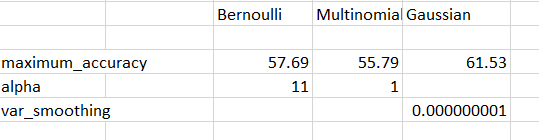 Bernoulli Multinomial Gaussian
maximum_accuracy 57.69 55.79 61.53
alpha 11 1
var_smoothing 0.000000001